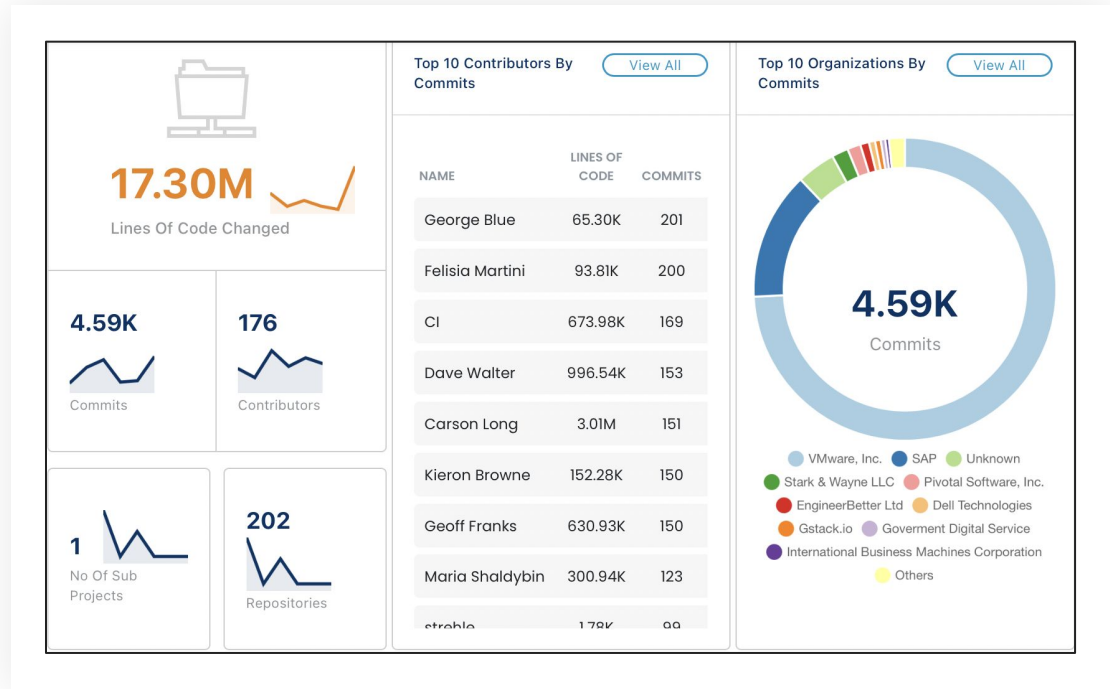 17.30M
Lines Of Code Changed
4.59K
Commits
176
Contributors
1
No Of Sub
Projects
202
Repositories
Top 10 Contributors By
Commits
View All
NAME LINES OF
CODE COMMITS
George Blue 65.30K 201
Felisia Martini 93.81K 200
CI 673.98K 169
Dave Walter 996.54K 153
Carson Long 3.01M 151
Kieron Browne 152.28K 150
Geoff Franks 630.93K 150
Maria Shaldybin 300.94K 123
streble 1.78K 99
Top 10 Organizations By
Commits
View All
4.59K
Commits
VMware, Inc. SAP Unknown
Stark & Wayne LLC Pivotal Software, Inc.
EngineerBetter Ltd Dell Technologies
Gstack.io Goverment Digital Service
International Business Machines Corporation
Others